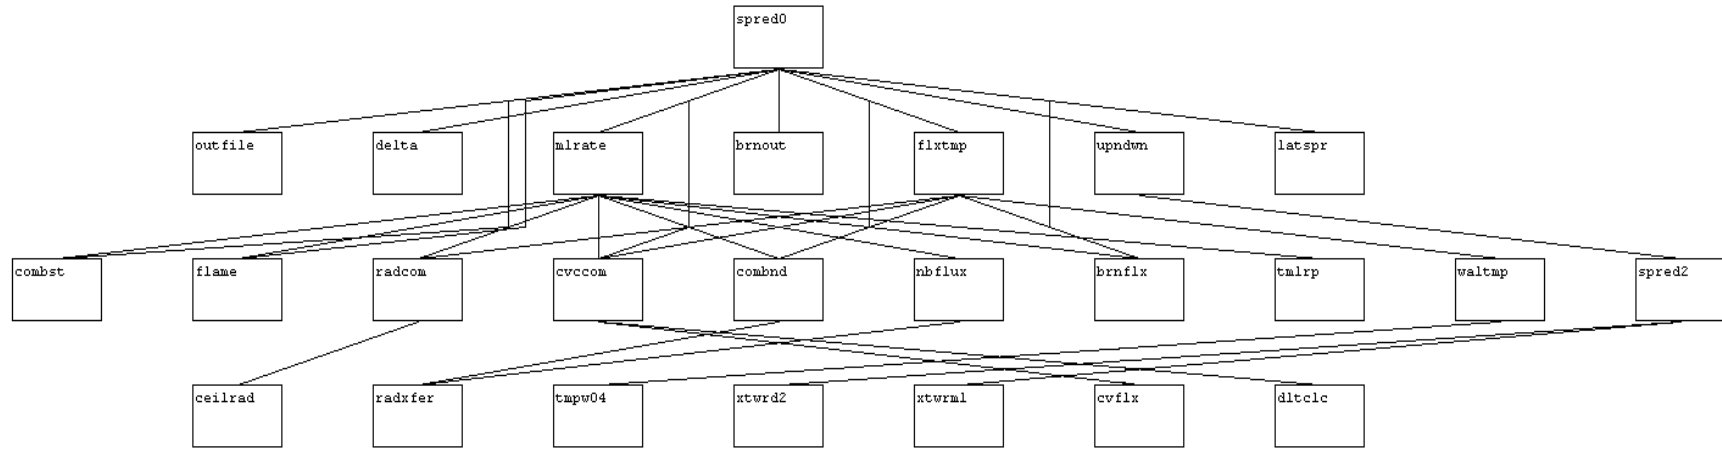 spred0
outfile
delta
mlrate
brnout
flxtmp
upndwn
latspr
combst
flame
radcom
cvccom
combnd
nbflux
brnflx
tmlrp
waltmp
spred2
ceilrad
radxfer
tmpw04
xtwrd2
xtwrml
cvflx
dltclc